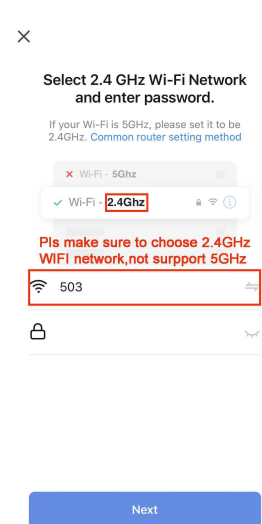 Select 2.4 GHz Wi-Fi Network
and enter password.
If your Wi-Fi is 5GHz, please set it to be
2.4GHz. Common router setting method
Wi-Fi - 5Ghz
Wi-Fi - 2.4Ghz
Pls make sure to choose 2.4GHz
WIFI network,not surpport 5GHz
503
Next